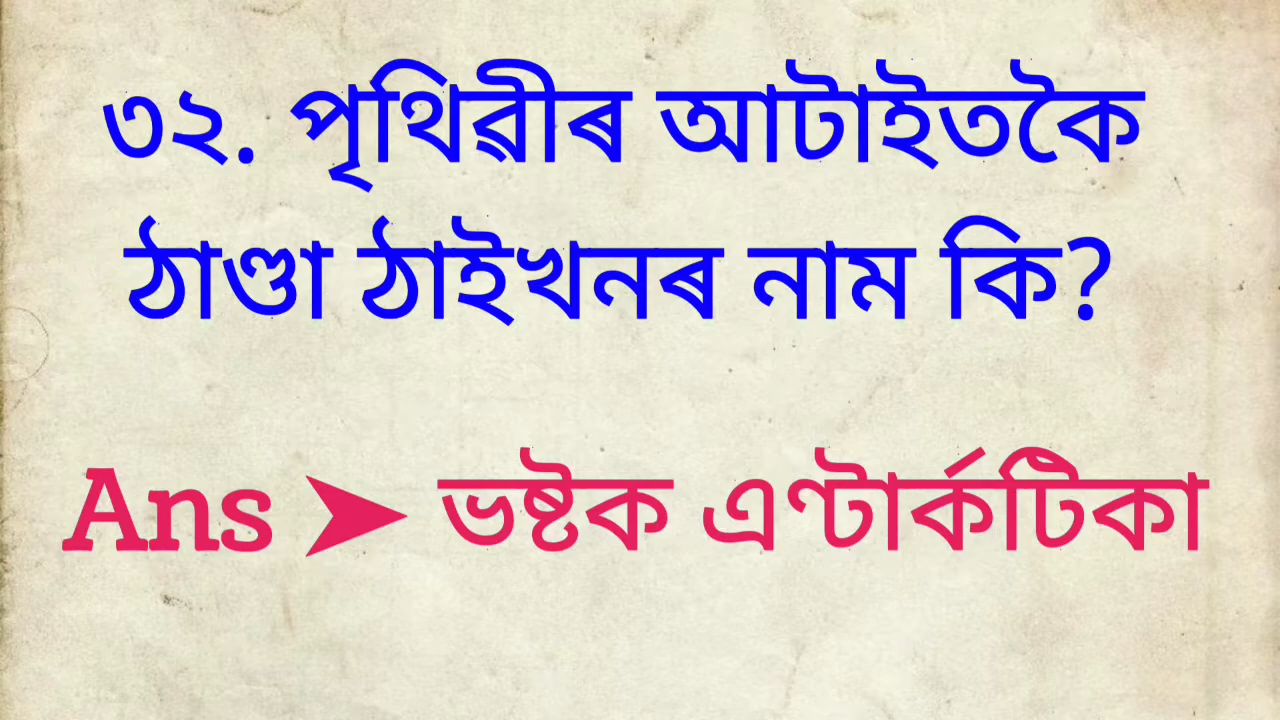 ৩২. পৃথিৱীৰ আটাইতকৈ
ঠাণ্ডা ঠাইখনৰ নাম কি?
Ans ➤ ভষ্টক এণ্টাৰ্কটিকা